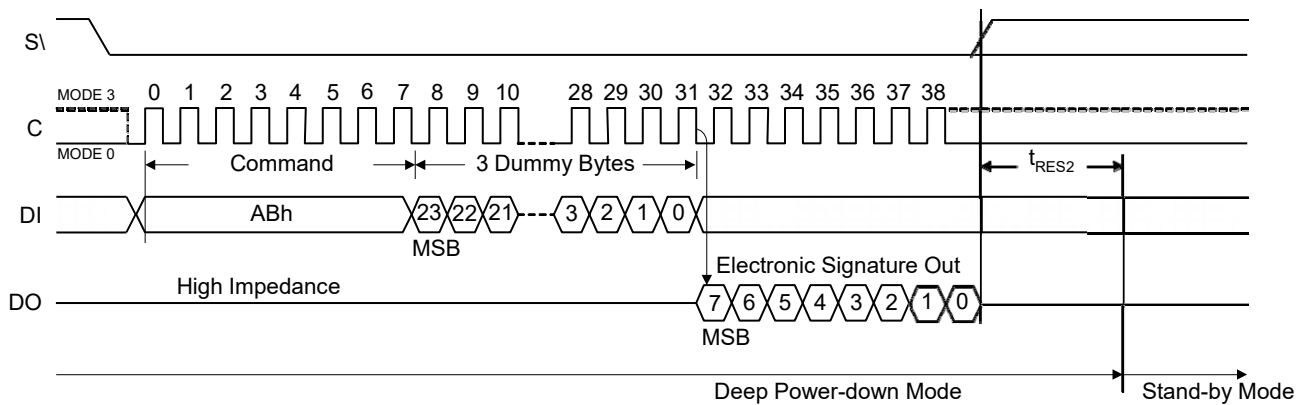 S\
MODE 3 0 1 2 3 4 5 6 7 8 9 10 28 29 30 31 32 33 34 35 36 37 38
C
MODE 0
Command 3 Dummy Bytes tRES2
DI ABh 23 22 21 3 2 1 0
MSB
High Impedance Electronic Signature Out
DO 7 6 5 4 3 2 1 0
MSB
Deep Power-down Mode Stand-by Mode